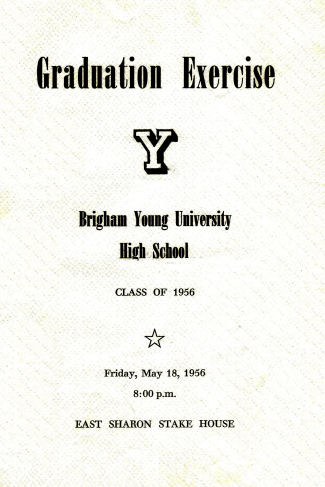 Graduation Exercise
Y
Brigham Young University
High School
CLASS OF 1956
Friday, May 18, 1956
8:00 p.m.
EAST SHARON STAKE HOUSE